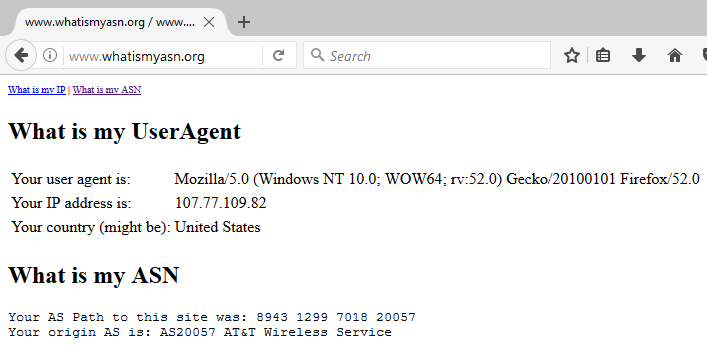 www.whatismyasn.org / www....
www.whatismyasn.org
Search
What is my IP | What is my ASN
What is my UserAgent
Your user agent is: Mozilla/5.0 (Windows NT 10.0; WOW64; rv:52.0) Gecko/20100101 Firefox/52.0
Your IP address is: 107.77.109.82
Your country (might be): United States
What is my ASN
Your AS Path to this site was: 8943 1299 7018 20057
Your origin AS is: AS20057 AT&T Wireless Service